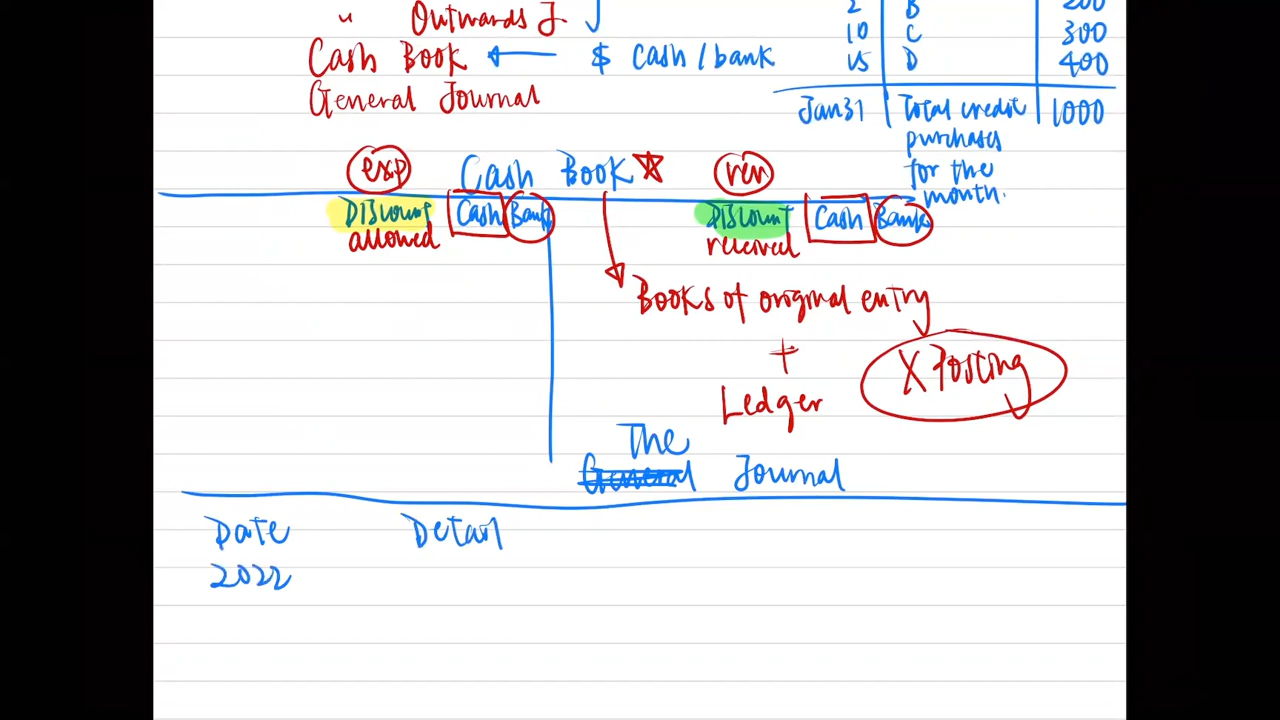 " Outwards J
Cash Book ← $ Cash / bank
General Journal
2 B 200
10 C 300
15 D 400
Jan 31 Total credit 1000
purchases
for the
month.
exp Cash Book rev
Discount Cash Bank Discount Cash Bank
allowed received
Books of original entry
+ X Posting
Ledger
The
General Journal
Date Detail
2022